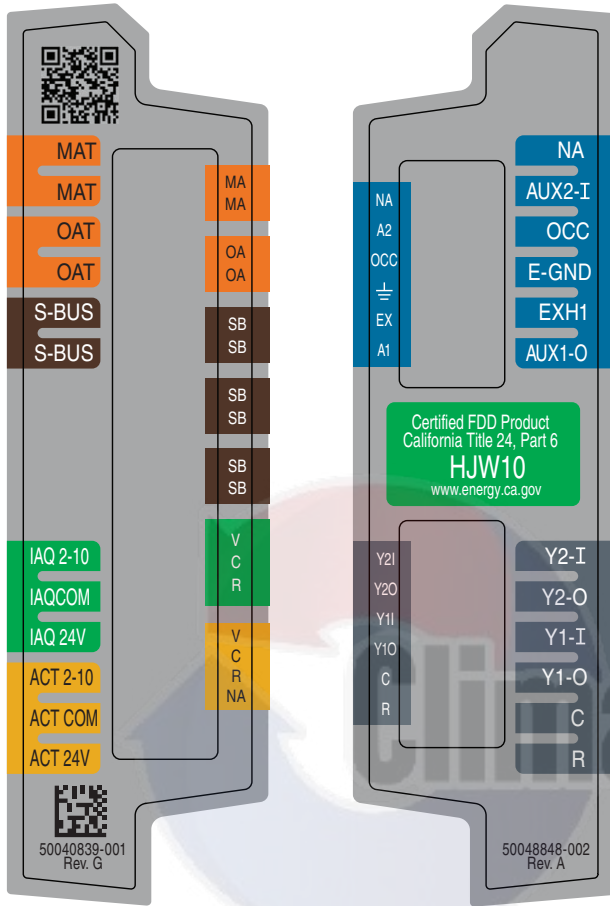 MAT
MAT
OAT
OAT
S-BUS
S-BUS
IAQ 2-10
IAQCOM
IAQ 24V
ACT 2-10
ACT COM
ACT 24V
50040839-001
Rev. G
MA
MA
OA
OA
SB
SB
SB
SB
SB
SB
V
C
R
V
C
R
NA
NA
A2
OCC
EX
A1
NA
AUX2-I
OCC
E-GND
EXH1
AUX1-O
Certified FDD Product
California Title 24, Part 6
HJW10
www.energy.ca.gov
Y2I
Y2O
Y1I
Y1O
C
R
Y2-I
Y2-O
Y1-I
Y1-O
C
R
50048848-002
Rev. A
Clima